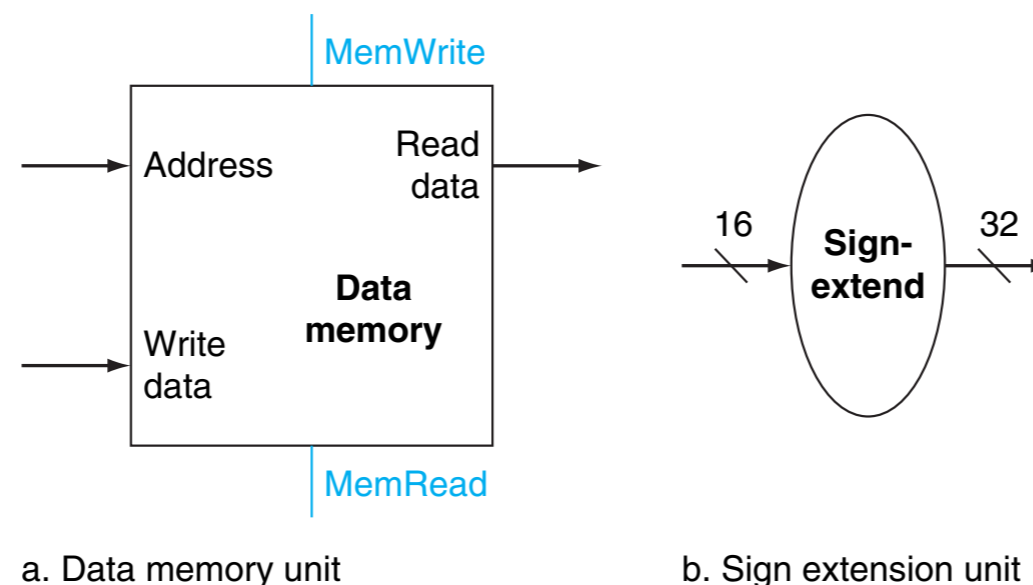 MemWrite
Address
Read
data
Data
memory
Write
data
MemRead
16
Sign-
extend
32
a. Data memory unit
b. Sign extension unit